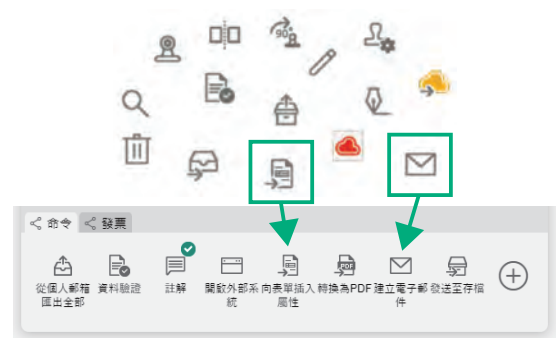 90°
命令
發票
從個人郵箱
匯出全部
資料驗證
註解
開啟外部系
統
向表單插入
屬性
PDF
轉換為PDF
建立電子郵
件
發送至存檔